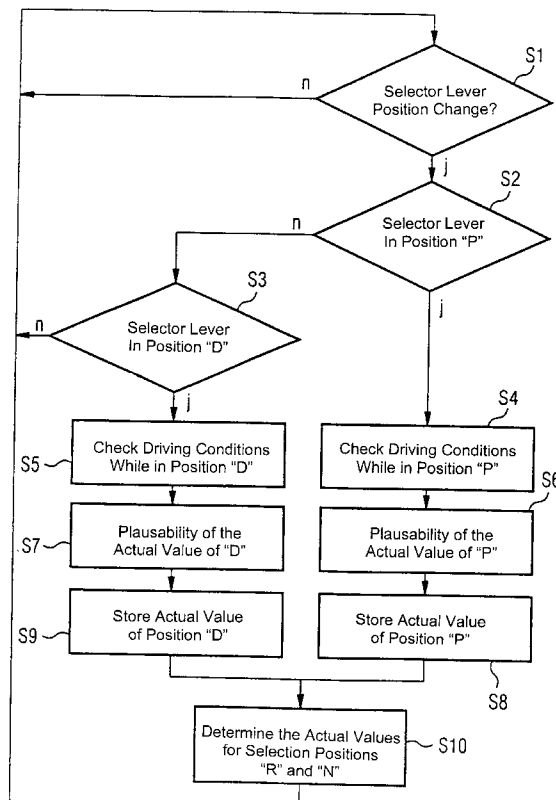 S1
n
Selector Lever
Position Change?
j
S2
n
Selector Lever
In Position "P"
S3
j
n
Selector Lever
In Position "D"
j
S4
Check Driving Conditions
While in Position "D"
S5
Check Driving Conditions
While in Position "P"
S6
Plausability of the
Actual Value of "D"
S7
Plausability of the
Actual Value of "P"
Store Actual Value
of Position "D"
S9
Store Actual Value
of Position "P"
S8
Determine the Actual Values
for Selection Positions
"R" and "N"
S10